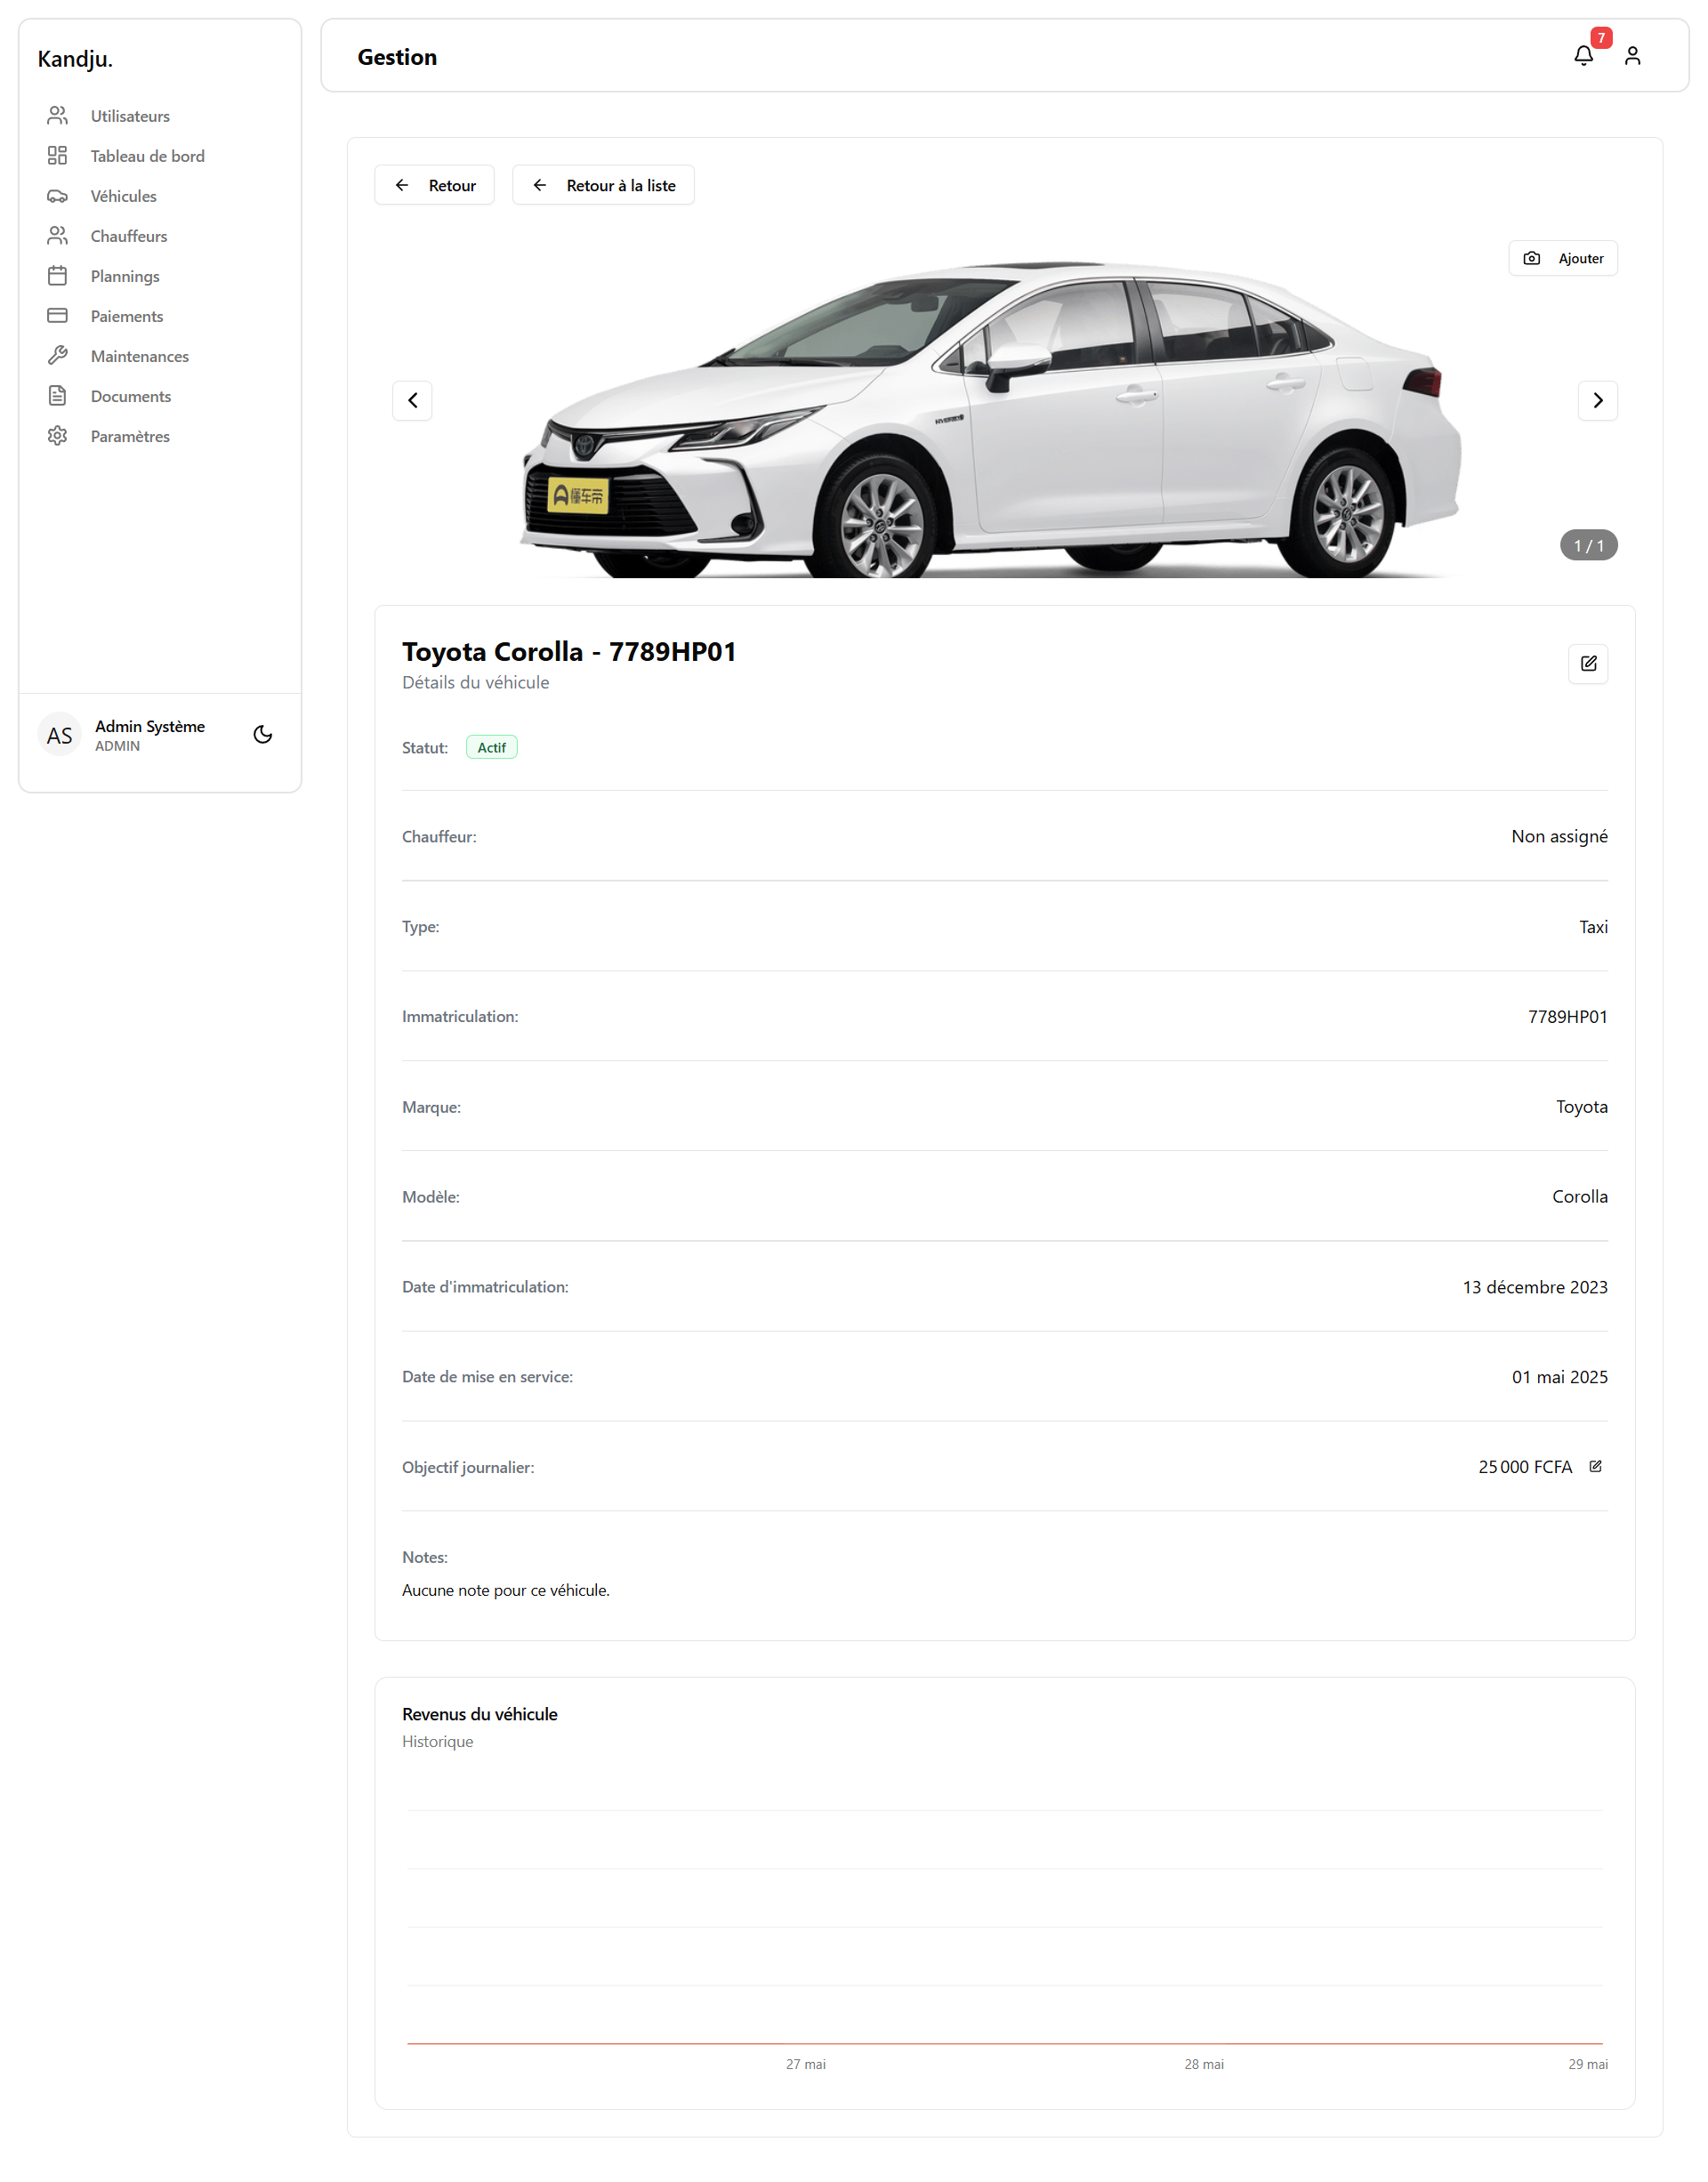 Kandju.
Utilisateurs
Tableau de bord
Véhicules
Chauffeurs
Plannings
Paiements
Maintenances
Documents
Paramètres
AS
Admin Système
ADMIN
Gestion
7
Retour
Retour à la liste
Ajouter
HYBRID
懂车帝
1 / 1
Toyota Corolla - 7789HP01
Détails du véhicule
Statut: Actif
Chauffeur: Non assigné
Type: Taxi
Immatriculation: 7789HP01
Marque: Toyota
Modèle: Corolla
Date d'immatriculation: 13 décembre 2023
Date de mise en service: 01 mai 2025
Objectif journalier: 25 000 FCFA
Notes:
Aucune note pour ce véhicule.
Revenus du véhicule
Historique
27 mai 28 mai 29 mai